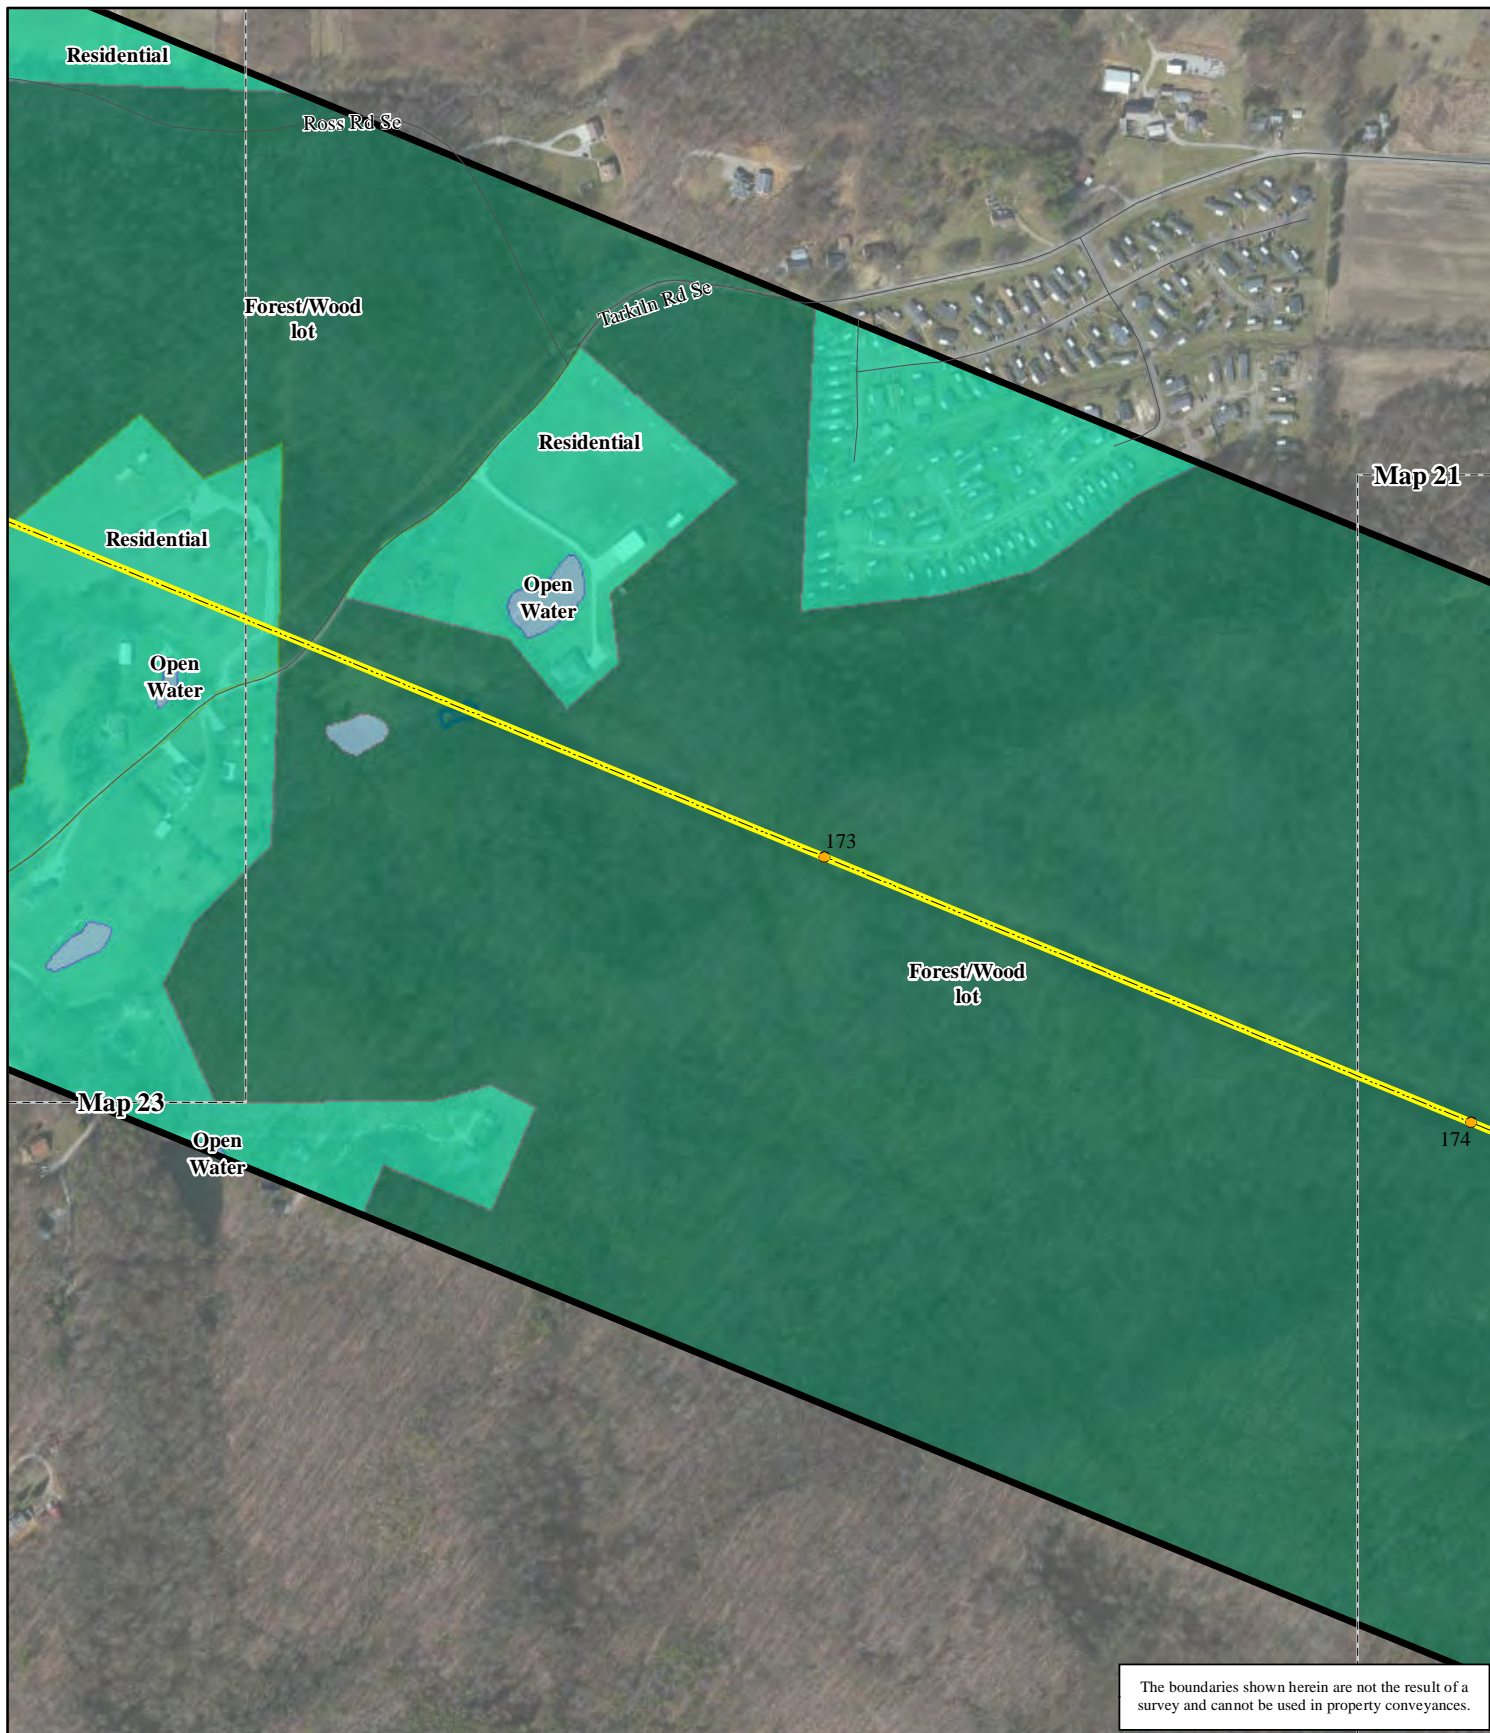 Residential
Ross Rd Se
Forest/Wood
lot
Tarkiln Rd Se
Residential
Map 21
Residential
Open
Water
Open
Water
173
Forest/Wood
lot
Map 23
174
Open
Water
The boundaries shown herein are not the result of a
survey and cannot be used in property conveyances.